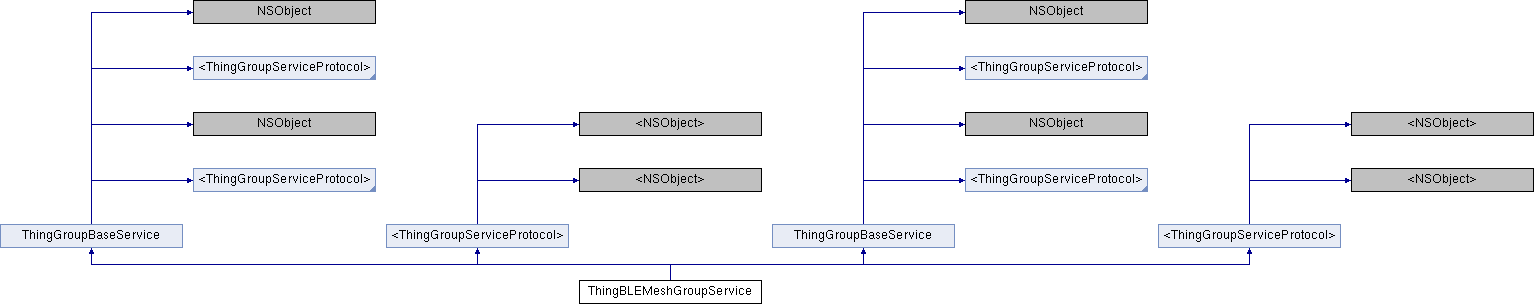 NSObject
NSObject
<ThingGroupServiceProtocol>
<ThingGroupServiceProtocol>
NSObject
<NSObject>
NSObject
<NSObject>
<ThingGroupServiceProtocol>
<NSObject>
<ThingGroupServiceProtocol>
<NSObject>
ThingGroupBaseService
<ThingGroupServiceProtocol>
ThingGroupBaseService
<ThingGroupServiceProtocol>
ThingBLEMeshGroupService